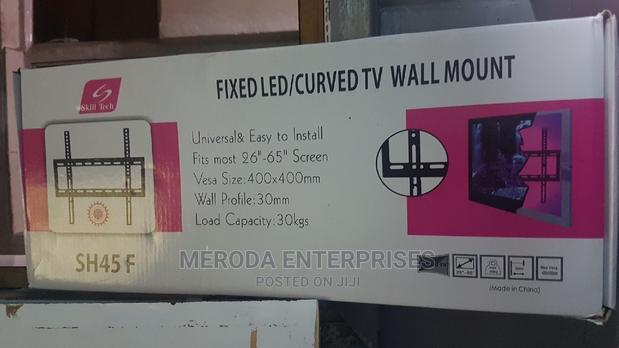 Skill Tech
FIXED LED/CURVED TV WALL MOUNT
Universal& Easy to Install
Fits most 26"-65" Screen
Vesa Size:400x400mm
Wall Profile:30mm
Load Capacity:30kgs
SH45 F
MERODA ENTERPRISES
POSTED ON JIJI
(Made in China)